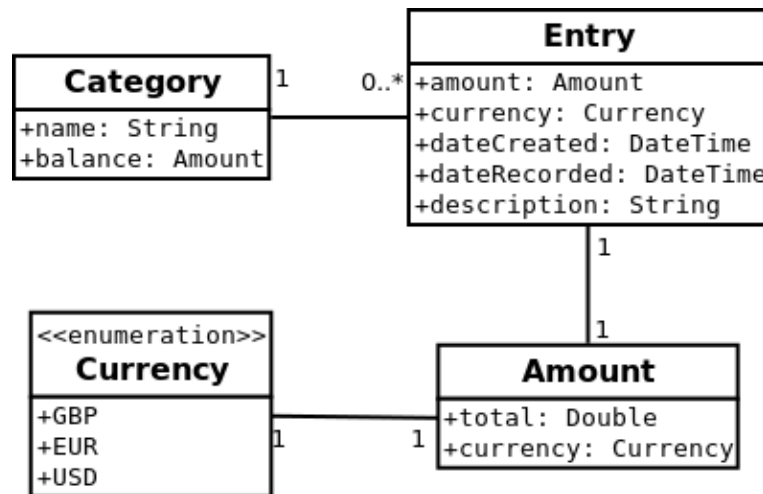 Category
+name: String
+balance: Amount
1
0..*
Entry
+amount: Amount
+currency: Currency
+dateCreated: DateTime
+dateRecorded: DateTime
+description: String
1
1
<<enumeration>>
Currency
+GBP
+EUR
+USD
1
1
Amount
+total: Double
+currency: Currency